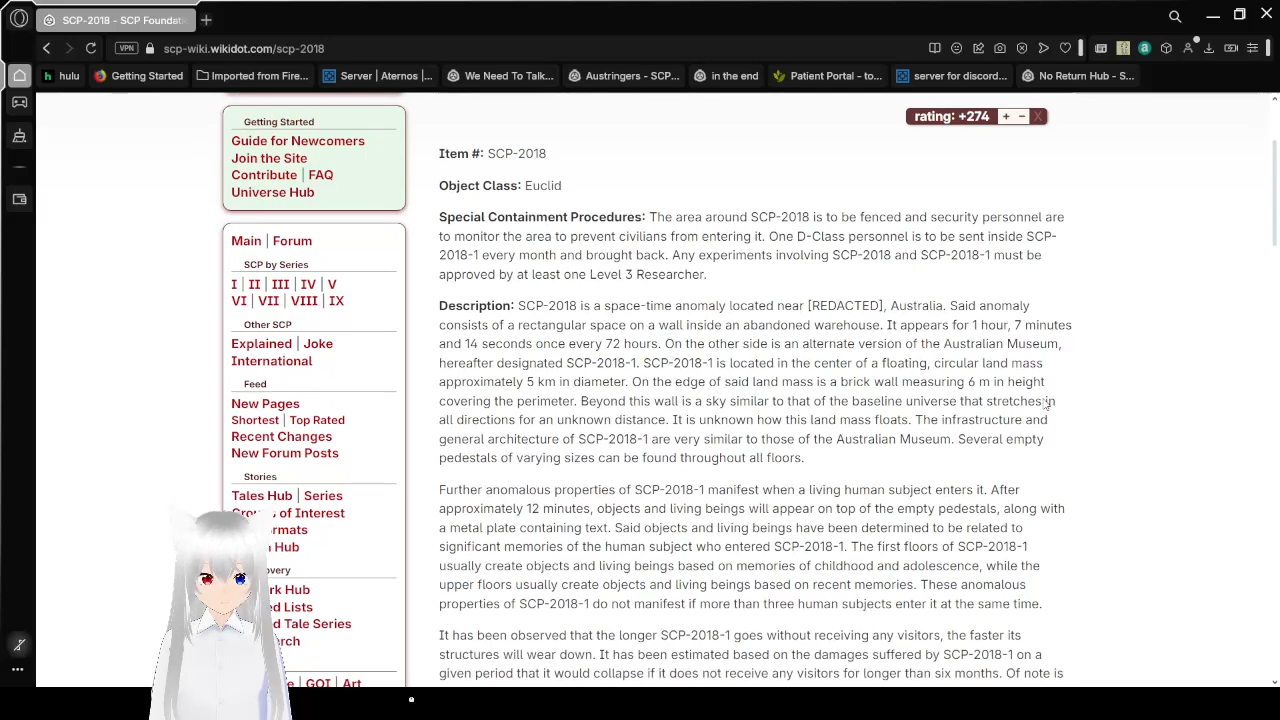 SCP-2018 - SCP Foundati
scp-wiki.wikidot.com/scp-2018
VPN
hulu
Getting Started
Imported from Fire...
Server | Aternos |...
We Need To Talk...
Austringers - SCP...
in the end
Patient Portal - to...
server for discord...
No Return Hub - S...
Getting Started
Guide for Newcomers
Join the Site
Contribute | FAQ
Universe Hub
Main | Forum
SCP by Series
I | II | III | IV | V
VI | VII | VIII | IX
Other SCP
Explained | Joke
International
Feed
New Pages
Shortest | Top Rated
Recent Changes
New Forum Posts
Stories
Tales Hub | Series
of Interest
ormats
Hub
overy
rk Hub
ed Lists
d Tale Series
arch
| GOI | Art
rating: +274 + − X
Item #: SCP-2018
Object Class: Euclid
Special Containment Procedures: The area around SCP-2018 is to be fenced and security personnel are
to monitor the area to prevent civilians from entering it. One D-Class personnel is to be sent inside SCP-
2018-1 every month and brought back. Any experiments involving SCP-2018 and SCP-2018-1 must be
approved by at least one Level 3 Researcher.
Description: SCP-2018 is a space-time anomaly located near [REDACTED], Australia. Said anomaly
consists of a rectangular space on a wall inside an abandoned warehouse. It appears for 1 hour, 7 minutes
and 14 seconds once every 72 hours. On the other side is an alternate version of the Australian Museum,
hereafter designated SCP-2018-1. SCP-2018-1 is located in the center of a floating, circular land mass
approximately 5 km in diameter. On the edge of said land mass is a brick wall measuring 6 m in height
covering the perimeter. Beyond this wall is a sky similar to that of the baseline universe that stretches in
all directions for an unknown distance. It is unknown how this land mass floats. The infrastructure and
general architecture of SCP-2018-1 are very similar to those of the Australian Museum. Several empty
pedestals of varying sizes can be found throughout all floors.
Further anomalous properties of SCP-2018-1 manifest when a living human subject enters it. After
approximately 12 minutes, objects and living beings will appear on top of the empty pedestals, along with
a metal plate containing text. Said objects and living beings have been determined to be related to
significant memories of the human subject who entered SCP-2018-1. The first floors of SCP-2018-1
usually create objects and living beings based on memories of childhood and adolescence, while the
upper floors usually create objects and living beings based on recent memories. These anomalous
properties of SCP-2018-1 do not manifest if more than three human subjects enter it at the same time.
It has been observed that the longer SCP-2018-1 goes without receiving any visitors, the faster its
structures will wear down. It has been estimated based on the damages suffered by SCP-2018-1 on a
given period that it would collapse if it does not receive any visitors for longer than six months. Of note is